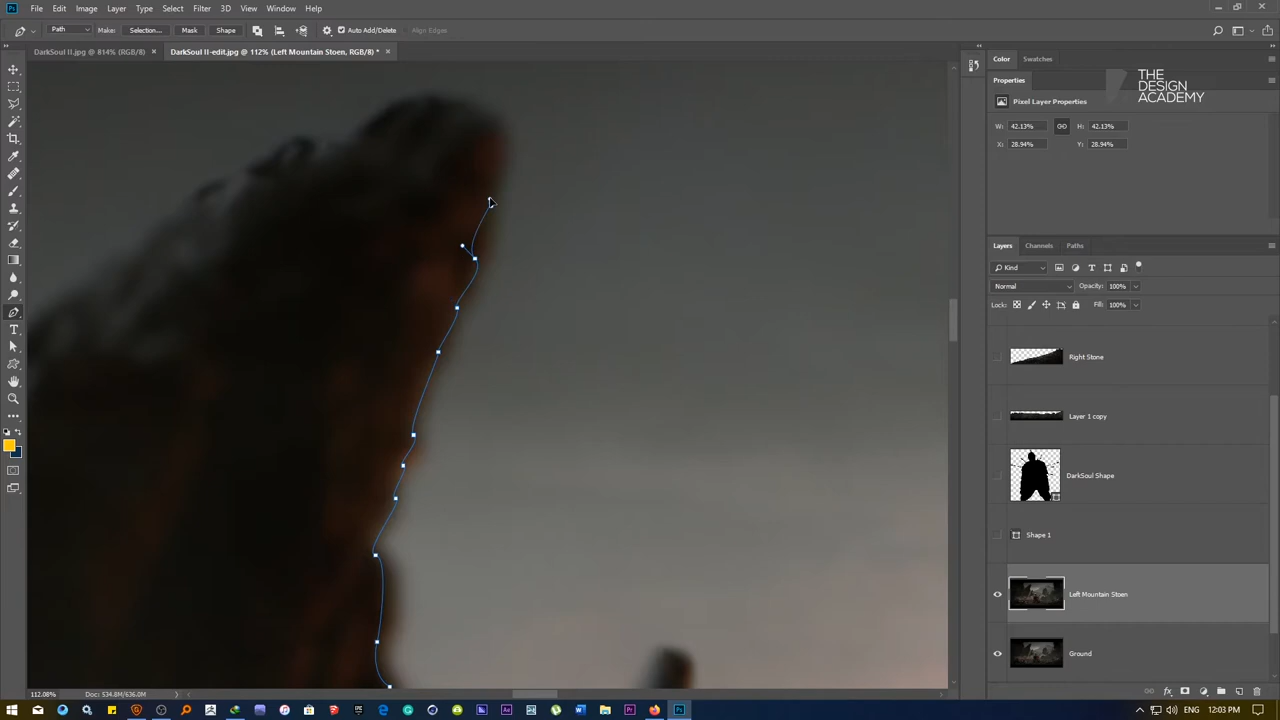 Ps File Edit Image Layer Type Select Filter 3D View Window Help
Path Make: Selection... Mask Shape Auto Add/Delete Align Edges
DarkSoul II.jpg @ 814% (RGB/8) × DarkSoul II-edit.jpg @ 112% (Left Mountain Stoen, RGB/8) * ×
Color Swatches
Properties
THE
DESIGN
ACADEMY
Pixel Layer Properties
W: 42.13% H: 42.13%
X: 28.94% Y: 28.94%
Layers Channels Paths
Kind
Normal Opacity: 100%
Lock: Fill: 100%
Right Stone
Layer 1 copy
DarkSoul Shape
Shape 1
Left Mountain Stoen
Ground
112.08% Doc: 534.8M/636.0M
ENG 12:03 PM